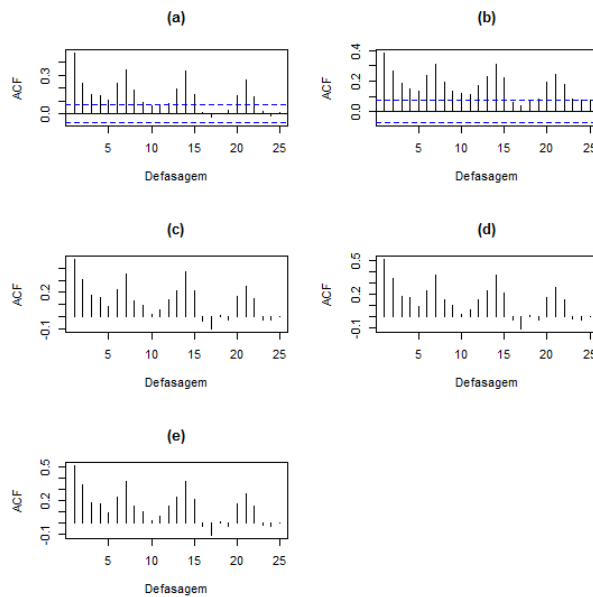 (a)
ACF
0.0 0.3
5 10 15 20 25
Defasagem
(b)
ACF
0.0 0.2 0.4
5 10 15 20 25
Defasagem
(c)
ACF
-0.1 0.2
5 10 15 20 25
Defasagem
(d)
ACF
-0.1 0.2 0.5
5 10 15 20 25
Defasagem
(e)
ACF
-0.1 0.2 0.5
5 10 15 20 25
Defasagem